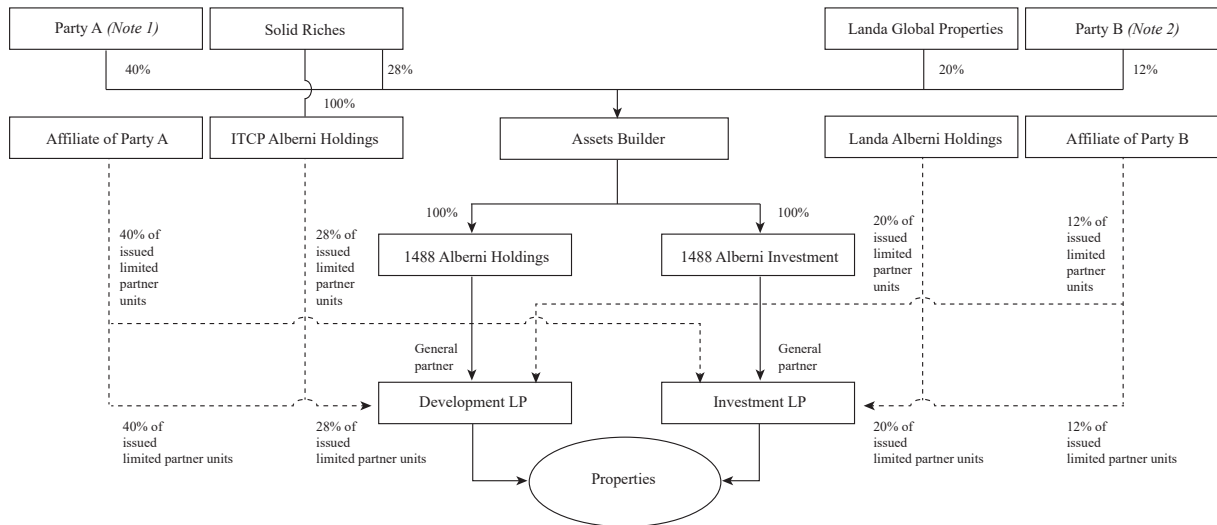 Party A (Note 1)
Solid Riches
Landa Global Properties
Party B (Note 2)
40%
28%
20%
12%
100%
Affiliate of Party A
ITCP Alberni Holdings
Assets Builder
Landa Alberni Holdings
Affiliate of Party B
100%
100%
40% of
issued
limited
partner
units
28% of
issued
limited
partner
units
1488 Alberni Holdings
1488 Alberni Investment
20% of
issued
limited
partner
units
12% of
issued
limited
partner
units
General
partner
General
partner
Development LP
Investment LP
40% of
issued
limited partner units
28% of
issued
limited partner units
20% of
issued
limited partner units
12% of
issued
limited partner units
Properties